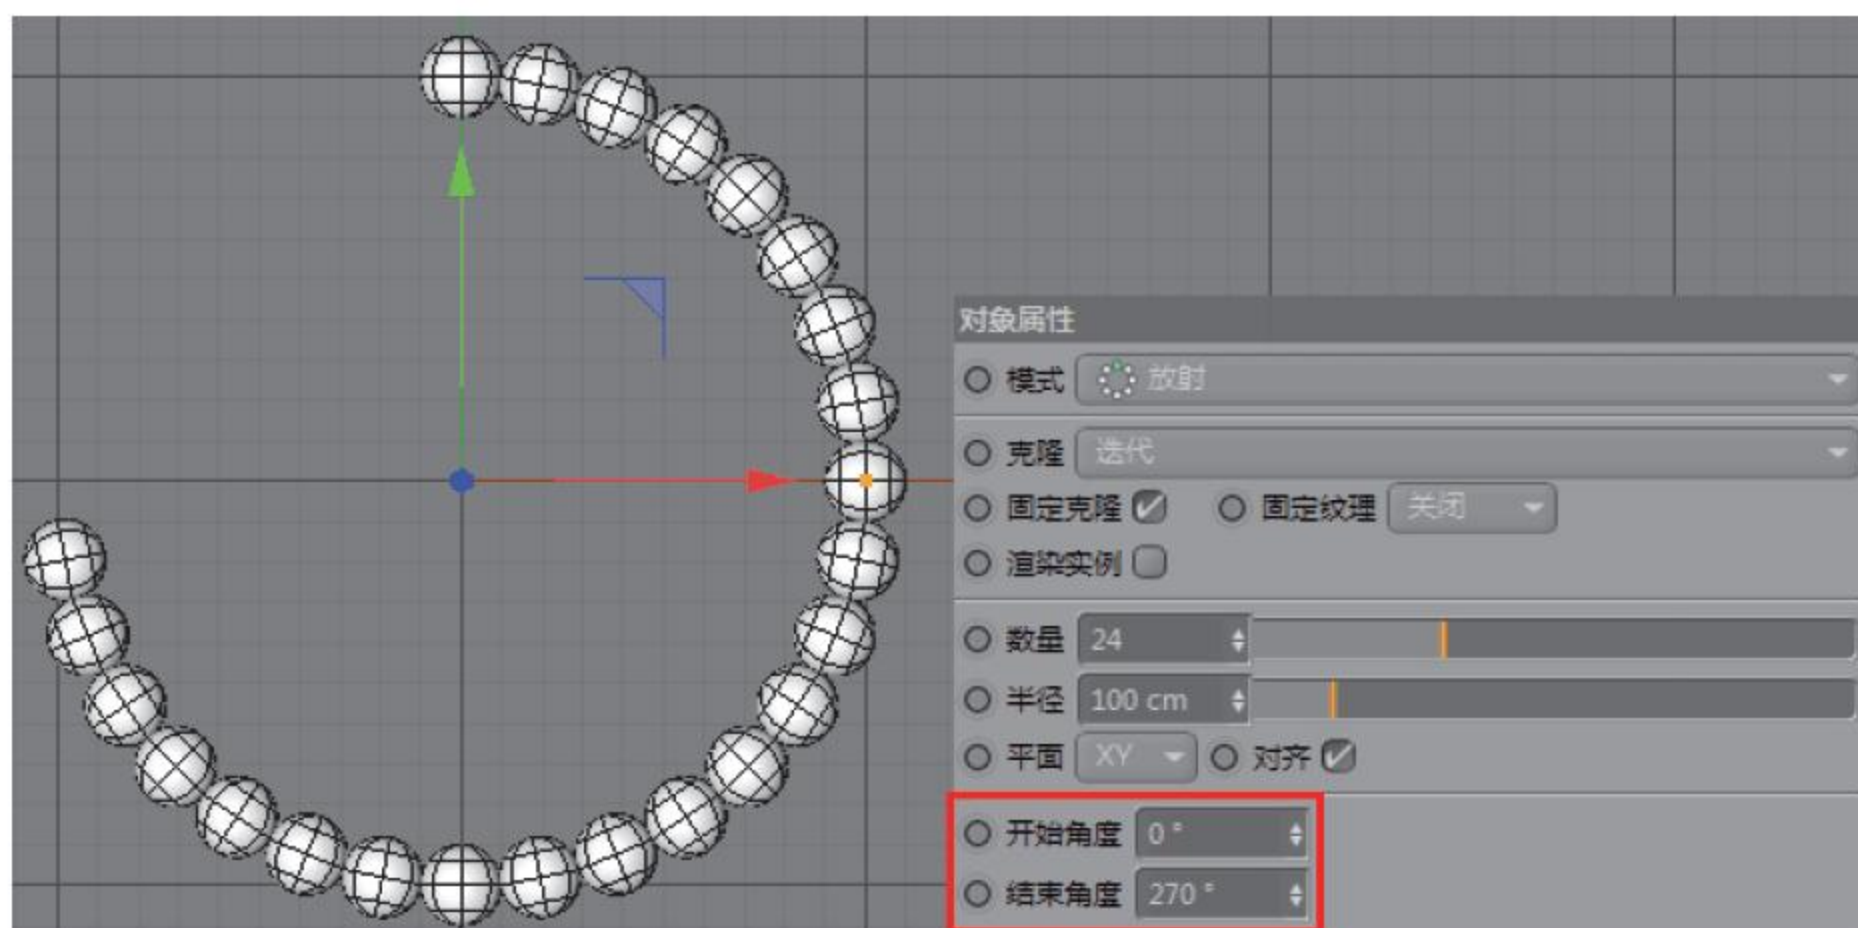 对象属性
模式 放射
克隆 迭代
固定克隆 固定纹理 关闭
渲染实例
数量 24
半径 100 cm
平面 XY 对齐
开始角度 0 °
结束角度 270 °